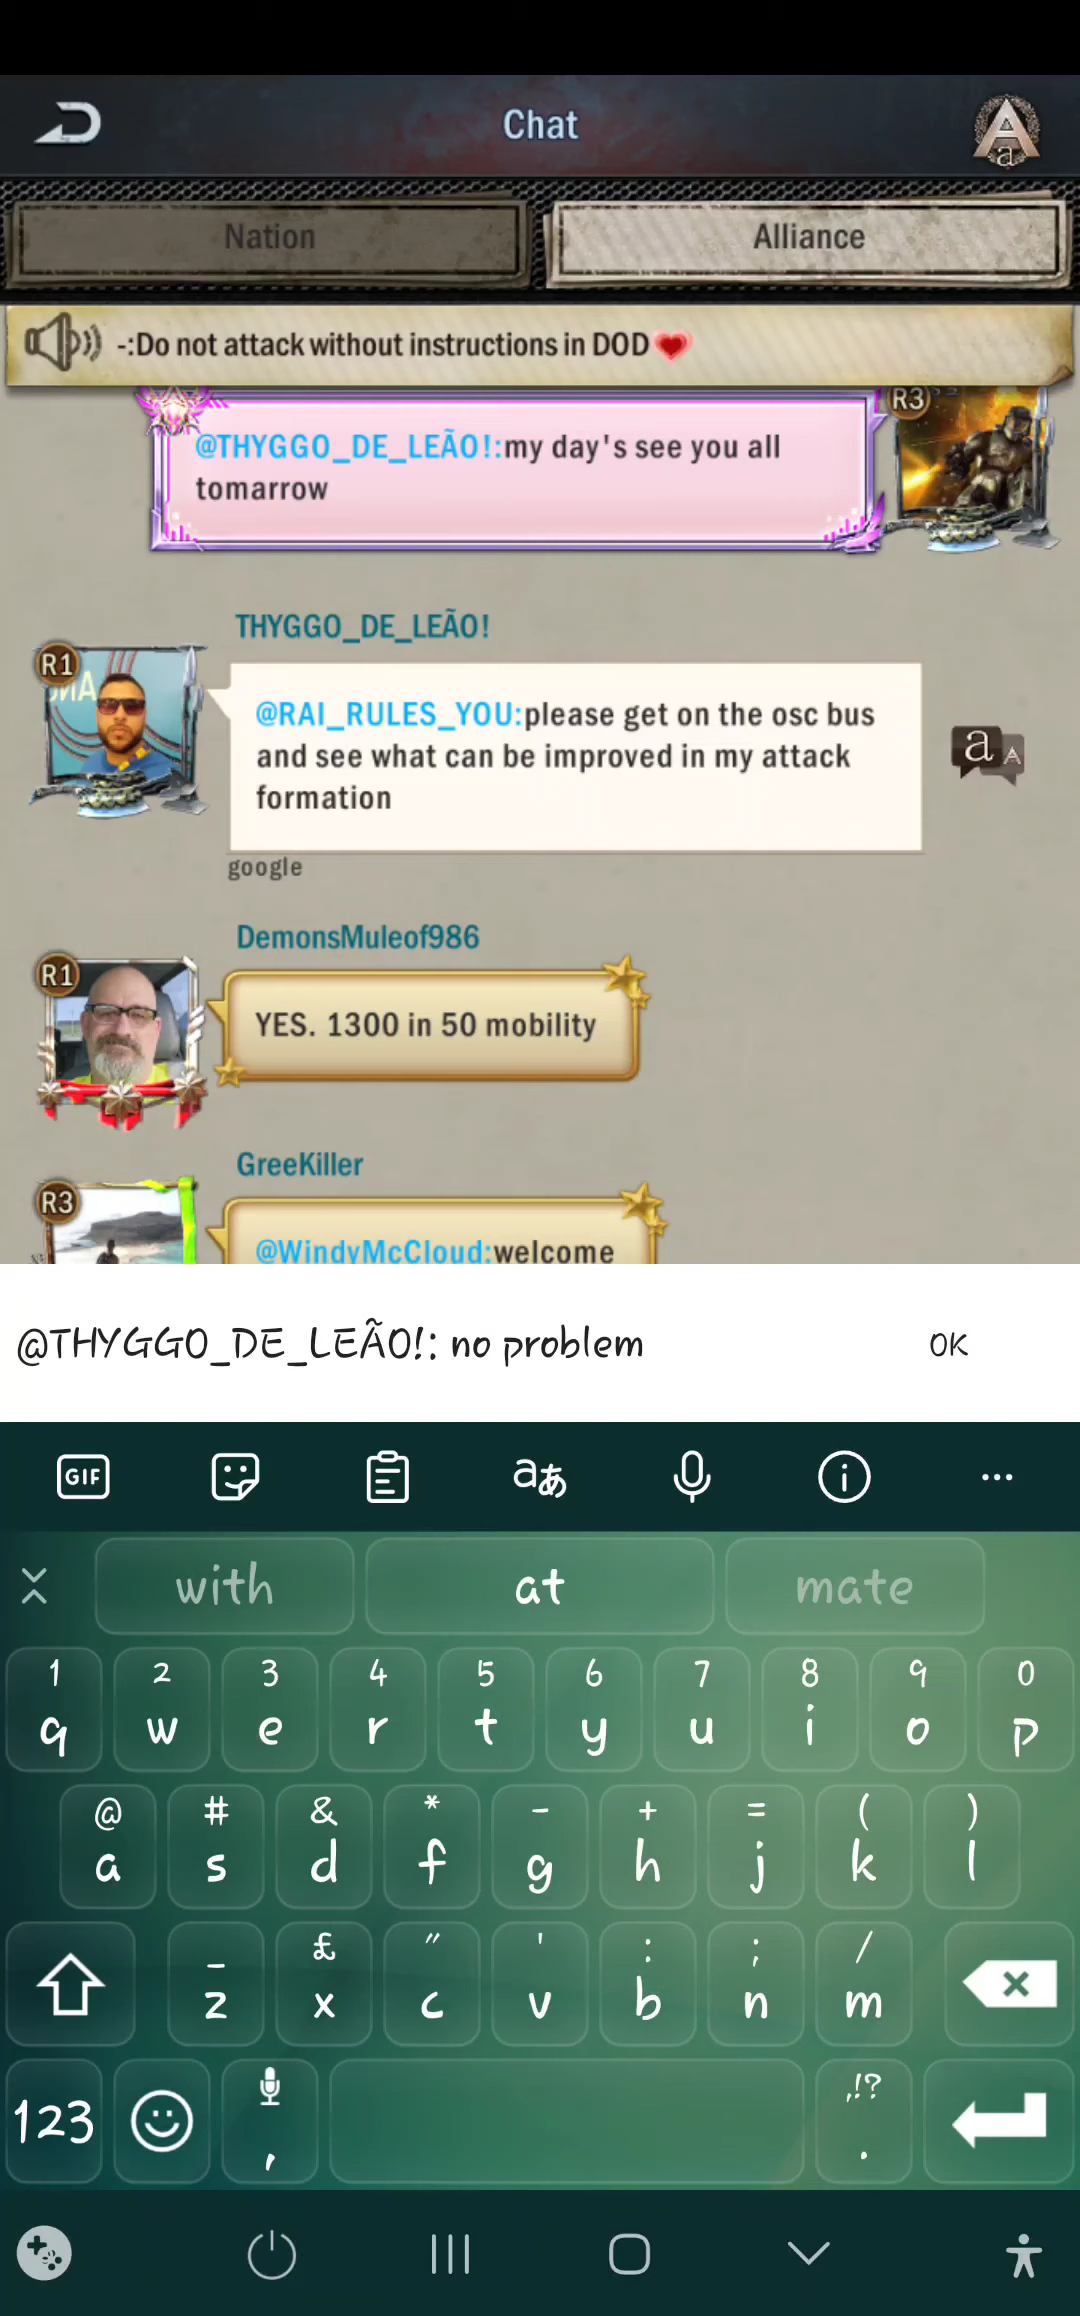 Chat
A
a
Nation
Alliance
-:Do not attack without instructions in DOD
R3
@THYGGO_DE_LEÃO!:my day's see you all
tomarrow
THYGGO_DE_LEÃO!
R1
@RAI_RULES_YOU:please get on the osc bus
and see what can be improved in my attack
formation
a A
google
DemonsMuleof986
R1
YES. 1300 in 50 mobility
GreeKiller
R3
@WindyMcCloud:welcome
@THYGGO_DE_LEÃO!: no problem
OK
GIF
aあ
with at mate
1 2 3 4 5 6 7 8 9 0
q w e r t y u i o p
@ # & * - + = ( )
a s d f g h j k l
_ £ " ' : ; /
z x c v b n m
,!?
123 , .